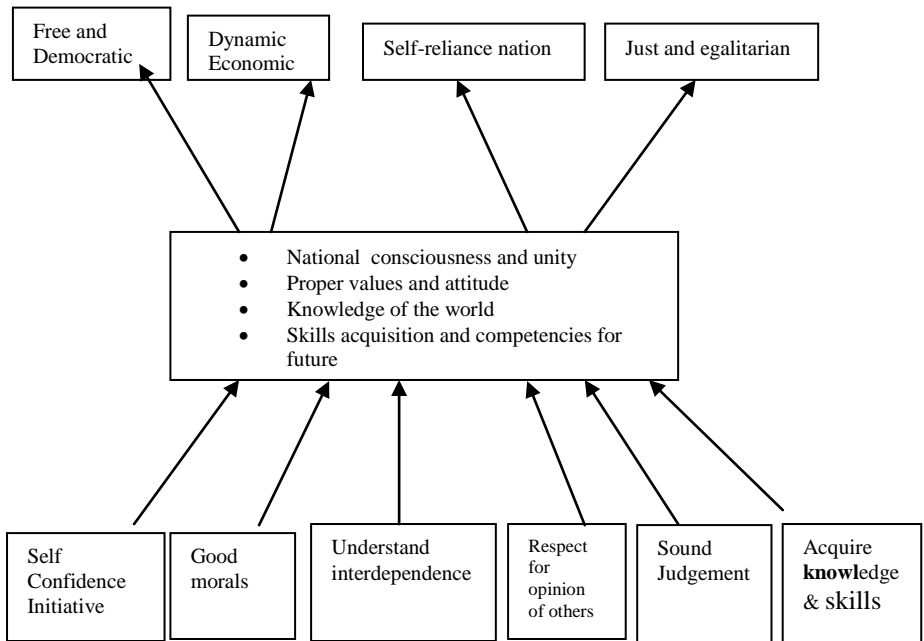 Free and
Democratic
Dynamic
Economic
Self-reliance nation
Just and egalitarian
• National consciousness and unity
• Proper values and attitude
• Knowledge of the world
• Skills acquisition and competencies for
future
Self
Confidence
Initiative
Good
morals
Understand
interdependence
Respect
for
opinion
of others
Sound
Judgement
Acquire
knowledge
& skills